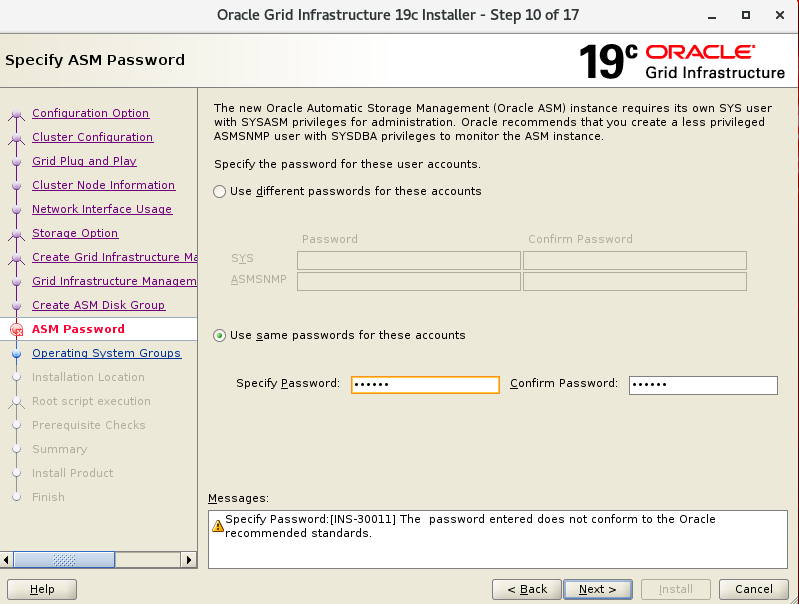 Oracle Grid Infrastructure 19c Installer - Step 10 of 17
Specify ASM Password
19c ORACLE
Grid Infrastructure
Configuration Option
Cluster Configuration
Grid Plug and Play
Cluster Node Information
Network Interface Usage
Storage Option
Create Grid Infrastructure Ma
Grid Infrastructure Managem
Create ASM Disk Group
ASM Password
Operating System Groups
Installation Location
Root script execution
Prerequisite Checks
Summary
Install Product
Finish
The new Oracle Automatic Storage Management (Oracle ASM) instance requires its own SYS user
with SYSASM privileges for administration. Oracle recommends that you create a less privileged
ASMSNMP user with SYSDBA privileges to monitor the ASM instance.
Specify the password for these user accounts.
Use different passwords for these accounts
Password Confirm Password
SYS
ASMSNMP
Use same passwords for these accounts
Specify Password: •••••• Confirm Password: ••••••
Messages:
Specify Password:[INS-30011] The  password entered does not conform to the Oracle
recommended standards.
Help < Back Next > Install Cancel